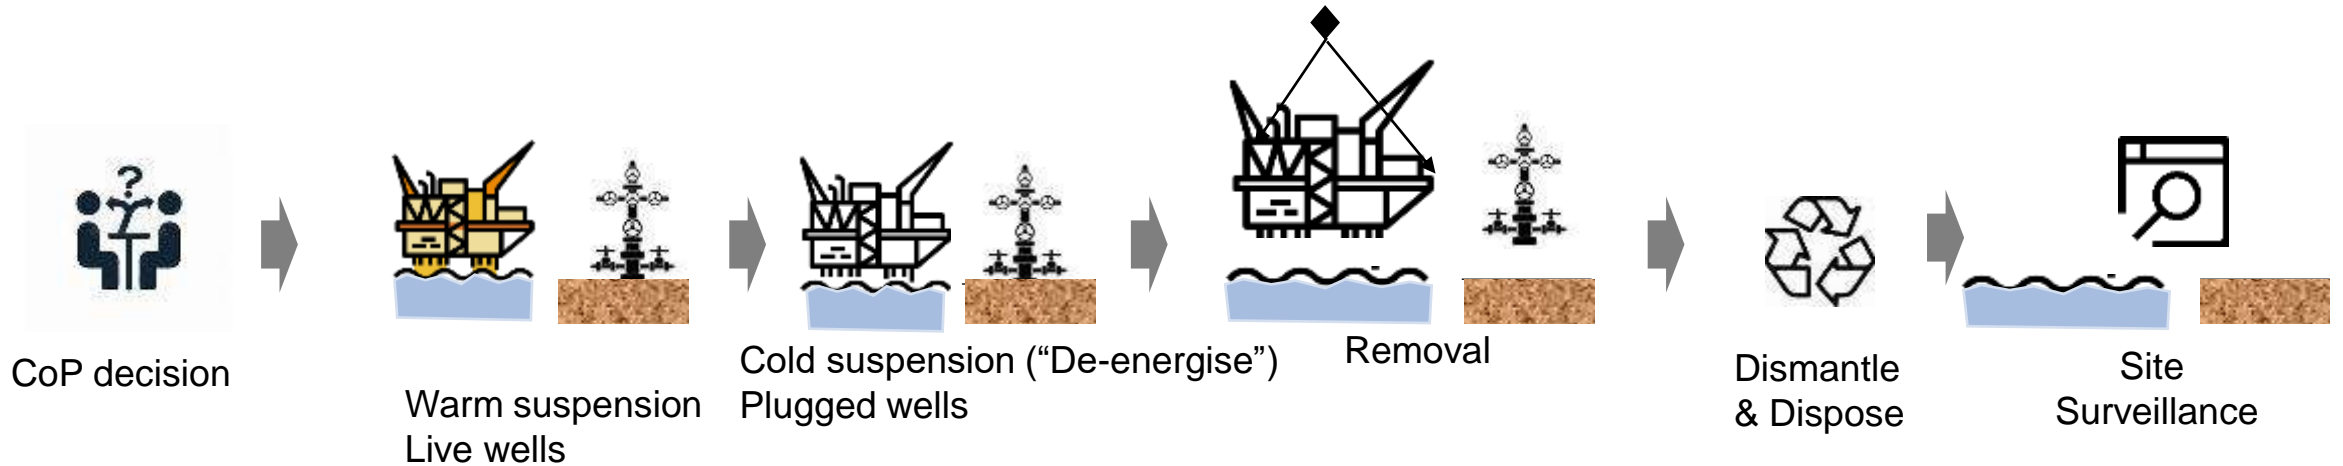 CoP decision
Warm suspension
Live wells
Cold suspension (“De-energise”)
Plugged wells
Removal
Dismantle
& Dispose
Site
Surveillance
?